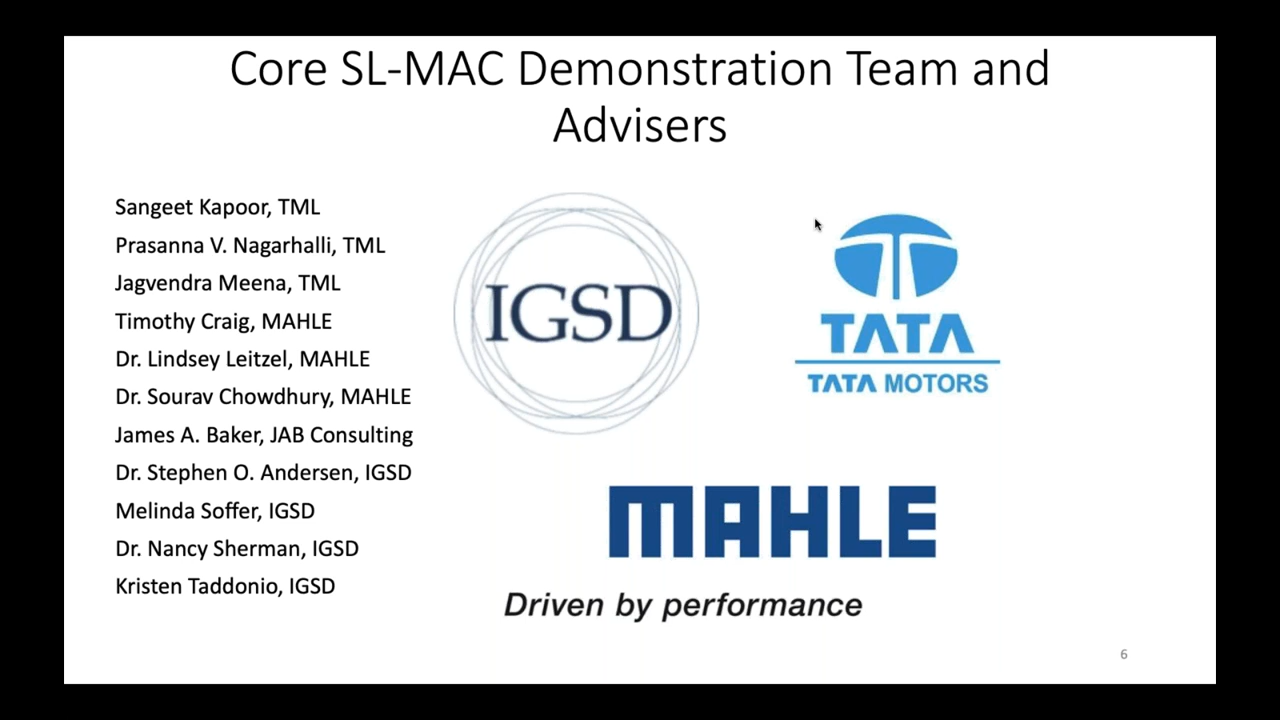 Core SL-MAC Demonstration Team and
Advisers
Sangeet Kapoor, TML
Prasanna V. Nagarhalli, TML
Jagvendra Meena, TML
Timothy Craig, MAHLE
Dr. Lindsey Leitzel, MAHLE
Dr. Sourav Chowdhury, MAHLE
James A. Baker, JAB Consulting
Dr. Stephen O. Andersen, IGSD
Melinda Soffer, IGSD
Dr. Nancy Sherman, IGSD
Kristen Taddonio, IGSD
IGSD
TATA
TATA MOTORS
MAHLE
Driven by performance
6